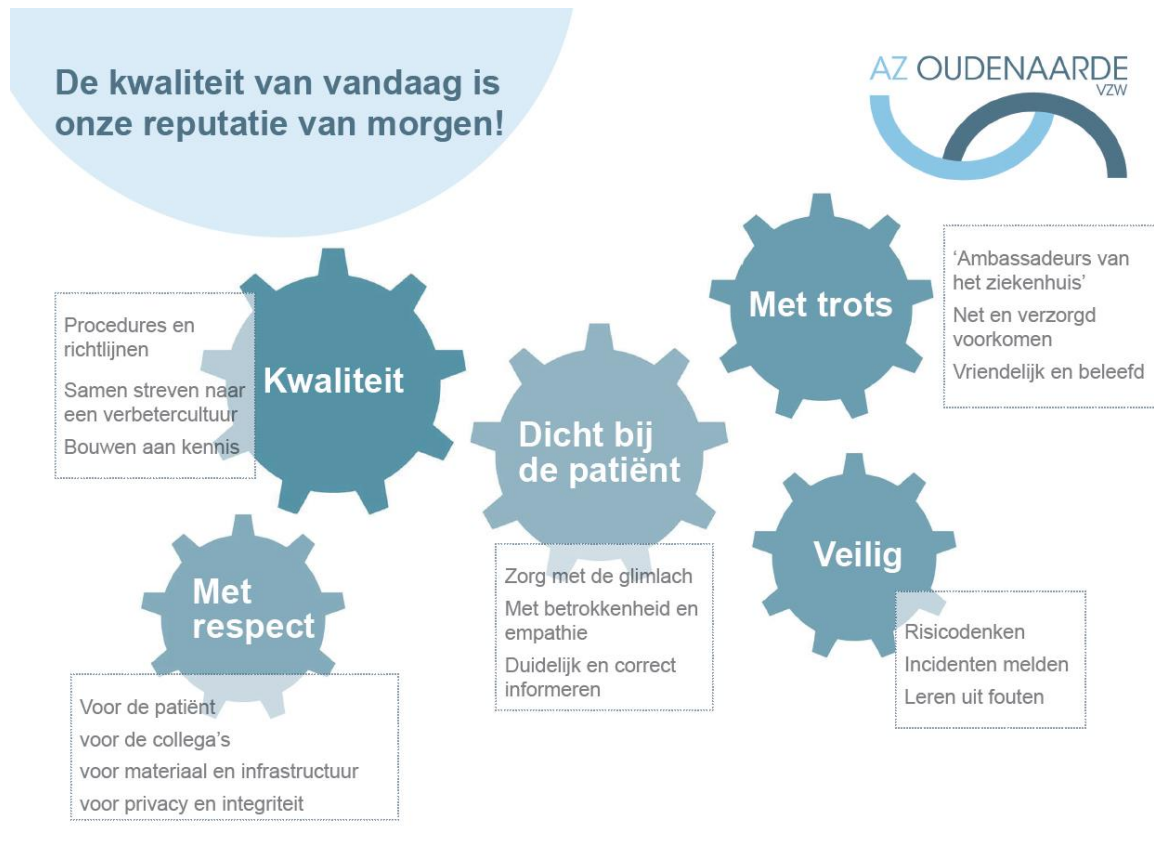 De kwaliteit van vandaag is
onze reputatie van morgen!
AZ OUDENAARDE
VZW
Kwaliteit
Procedures en
richtlijnen
Samen streven naar
een verbetercultuur
Bouwen aan kennis
Met
respect
Voor de patiënt
voor de collega's
voor materiaal en infrastructuur
voor privacy en integriteit
Dicht bij
de patiënt
Zorg met de glimlach
Met betrokkenheid en
empathie
Duidelijk en correct
informeren
Met trots
‘Ambassadeurs van
het ziekenhuis’
Net en verzorgd
voorkomen
Vriendelijk en beleefd
Veilig
Risicodenken
Incidenten melden
Leren uit fouten